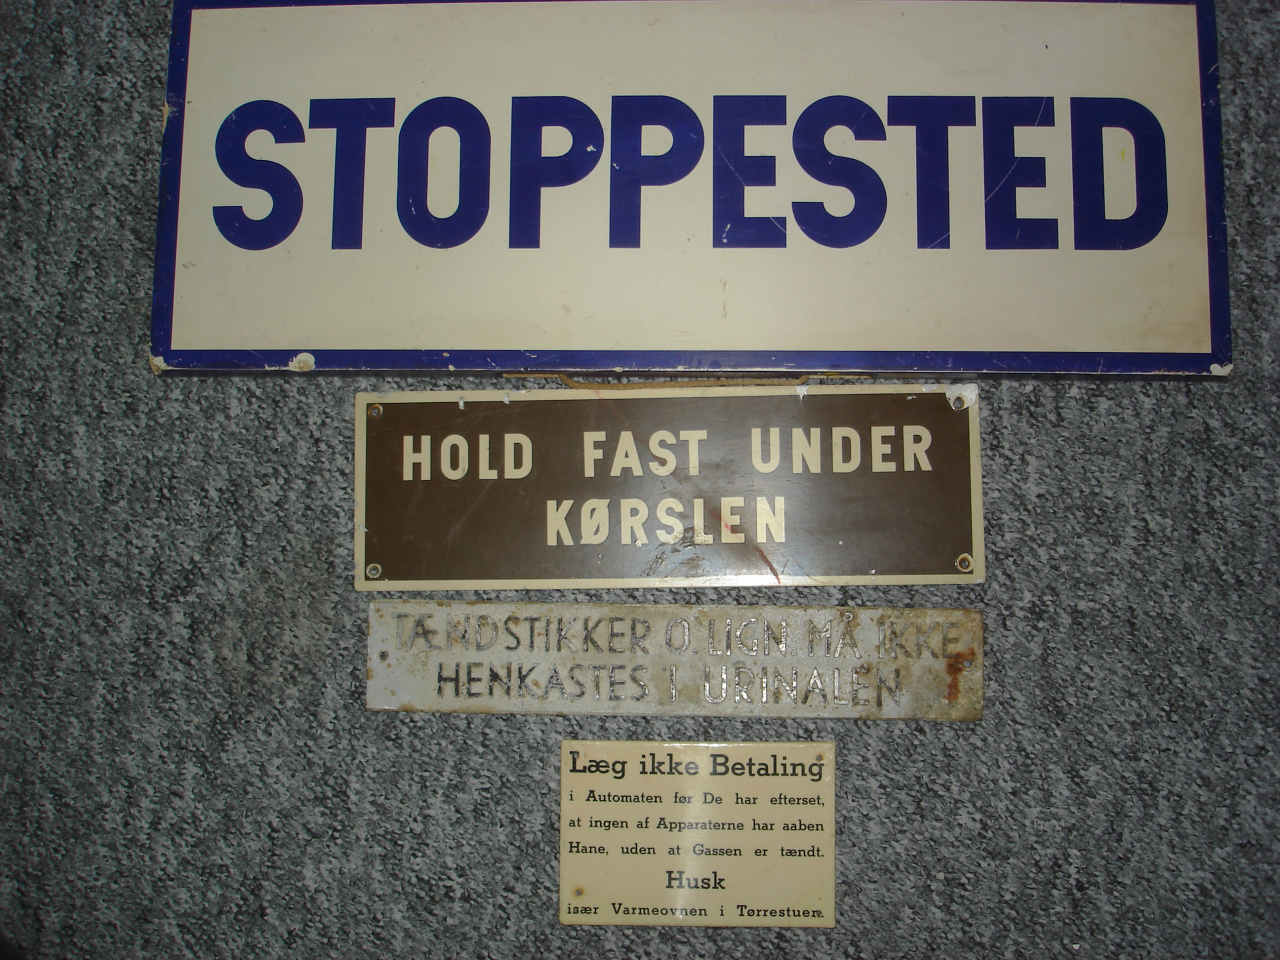 STOPPESTED
HOLD FAST UNDER
KØRSLEN
TÆNDSTIKKER O. LIGN. MÅ IKKE
HENKASTES I URINALEN
Læg ikke Betaling
i Automaten før De har efterset,
at ingen af Apparaterne har aaben
Hane, uden at Gassen er tændt.
Husk
især Varmeovnen i Tørrestuen.